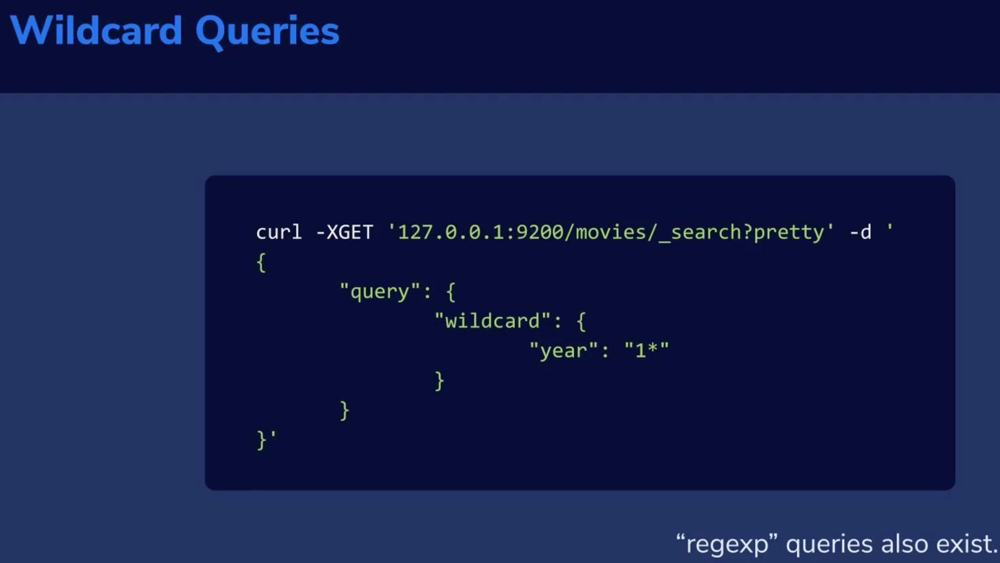 Wildcard Queries
curl -XGET '127.0.0.1:9200/movies/_search?pretty' -d '
{
"query": {
"wildcard": {
"year": "1*"
}
}
}'
“regexp” queries also exist.